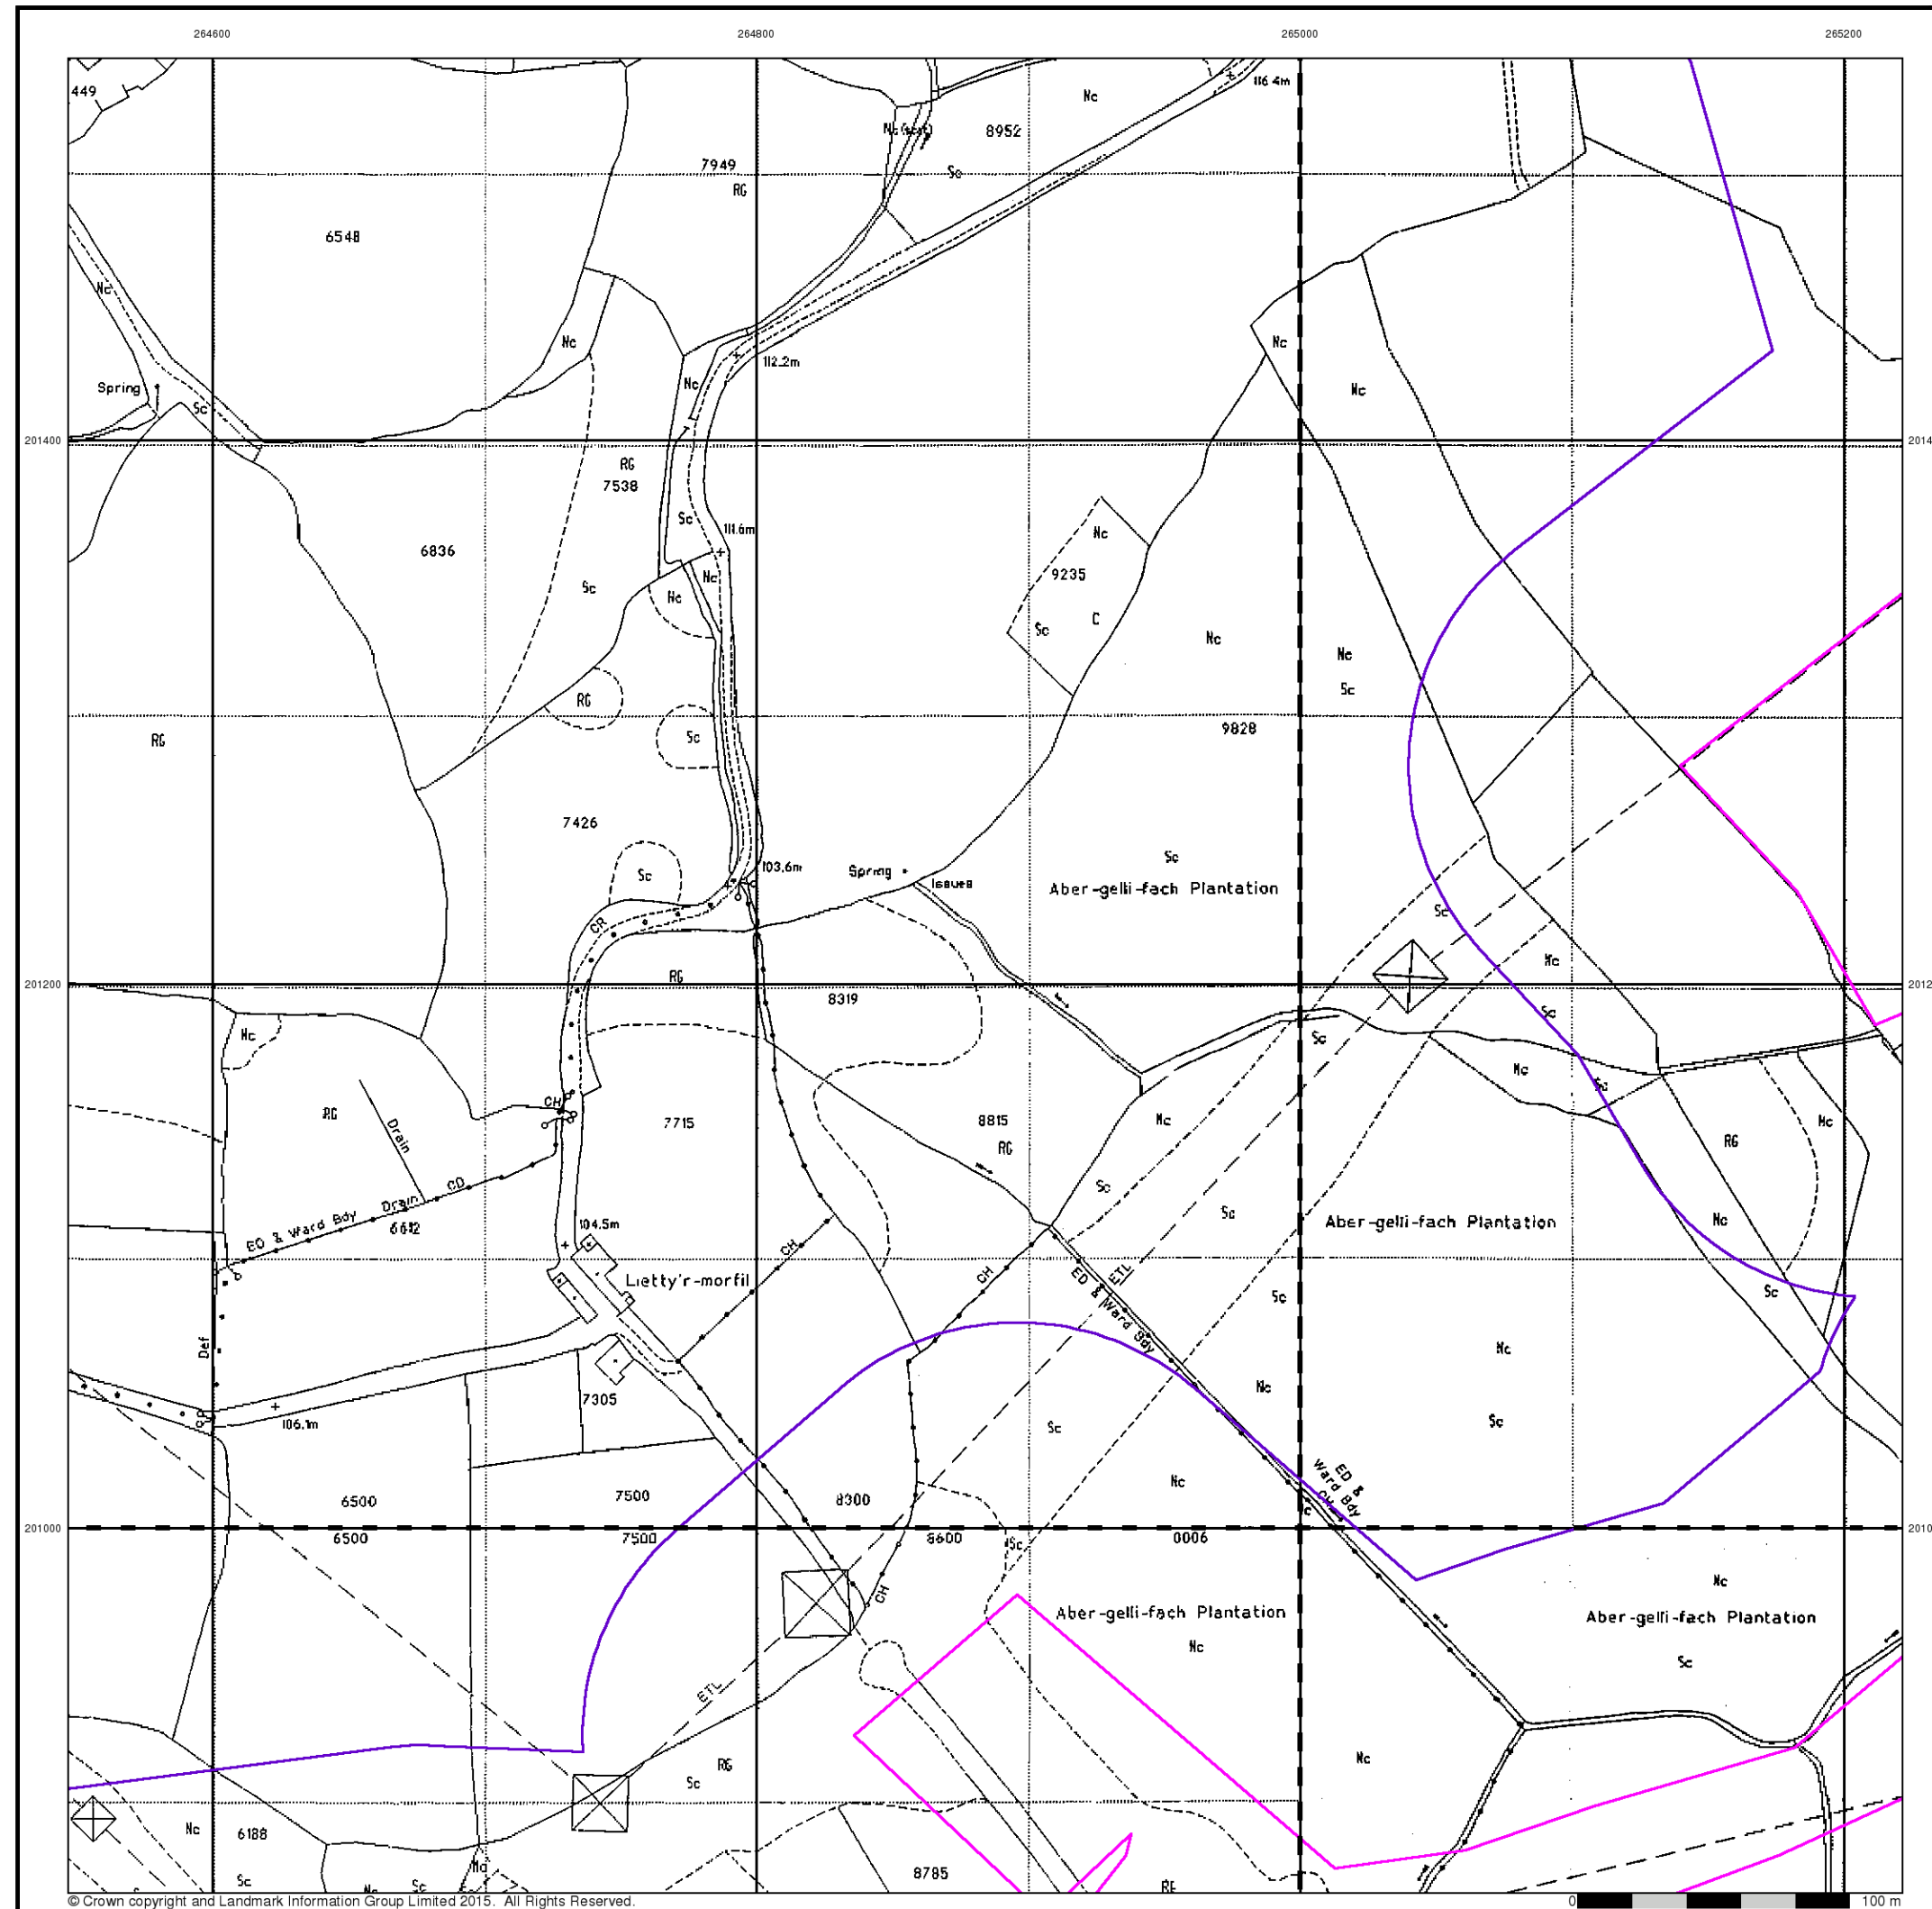 264600 264800 265000 265200
449
116.4m
Nc
8952
Nc
7949
Sc
RG
6548
Nc
Nc
Nc
112.2m
Nc
Nc
Spring
Sc
201400
RG
7538
Sc
111.6m
Nc
6836
9235
Nc
Sc
Nc
C
Sc
Nc
Nc
Sc
RG
9828
Sc
RG
7426
Sc
103.6m
Spring
Issues
Sc
Aber-gelli-fach Plantation
Sc
CR
Nc
RG
201200
8319
Sc
Nc
Sc
RG
Nc
CH
Drain
7715
8815
RG
Nc
RG
Nc
Sc
CD
Drain
ED & Ward Bdy
6612
104.5m
Sc
Aber-gelli-fach Plantation
Nc
CH
CH
ETL
ED & Ward Bdy
Lletty'r-morfil
Sc
Sc
Def
Nc
Nc
7305
106.1m
CR
Sc
Sc
ED &
Ward Bdy
CH
Nc
6500
7500
8300
201000
6500
7500
8600
0006
Sc
Nc
CH
Aber-gelli-fach Plantation
Aber-gelli-fach Plantation
Nc
Sc
ETL
Nc
RG
Sc
Nc
6188
Sc
Sc
8785
© Crown copyright and Landmark Information Group Limited 2015. All Rights Reserved.
0 100 m